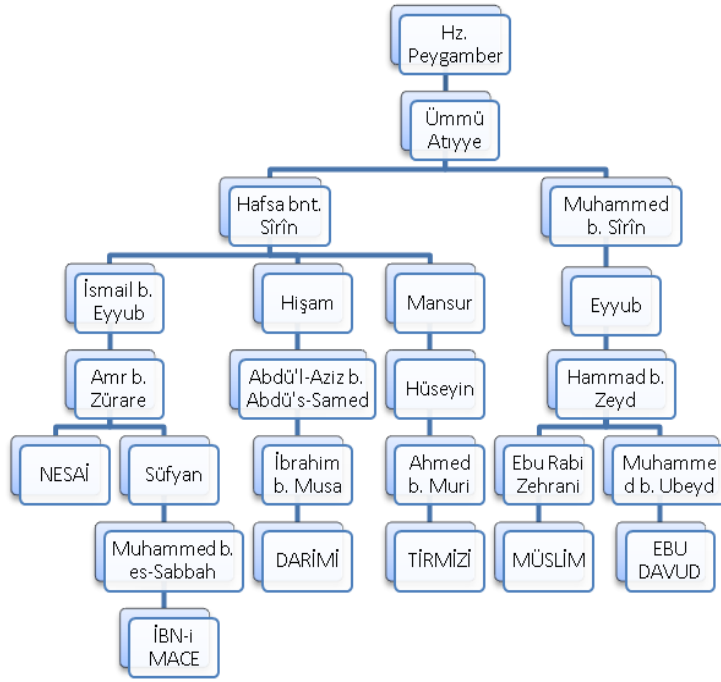 Hz.
Peygamber
Ümmü
Atıyye
Hafsa bnt.
Sîrîn
Muhammed
b. Sîrîn
İsmail b.
Eyyub
Hişam
Mansur
Eyyub
Amr b.
Zürare
Abdü'l-Aziz b.
Abdü's-Samed
Hüseyin
Hammad b.
Zeyd
NESAİ
Süfyan
İbrahim
b. Musa
Ahmed
b. Muri
Ebu Rabi
Zehrani
Muhamme
d b. Ubeyd
Muhammed b.
es-Sabbah
DARİMİ
TİRMİZİ
MÜSLİM
EBU
DAVUD
İBN-i
MACE